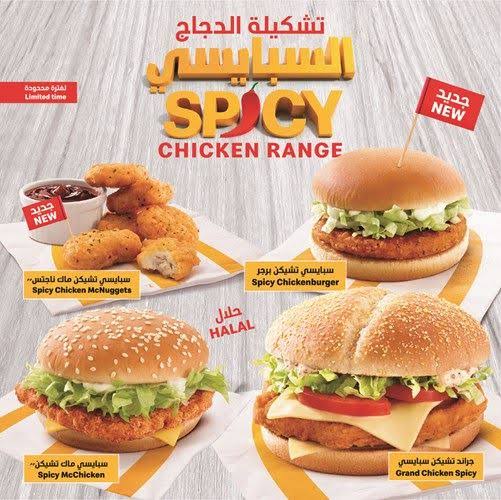 تشكيلة الدجاج
السبايسي
SPICY
CHICKEN RANGE
لفترة محدودة
Limited time
جديد
NEW
جديد
NEW
سبايسي تشيكن ماك ناجتس~
Spicy Chicken McNuggets
سبايسي تشيكن برجر
Spicy Chickenburger
حلال
HALAL
سبايسي ماك تشيكن~
Spicy McChicken
جراند تشيكن سبايسي
Grand Chicken Spicy